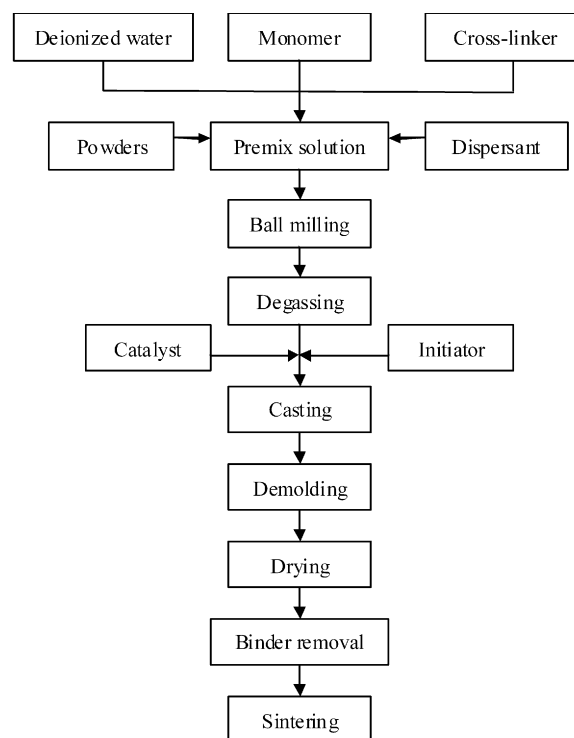 Deionized water
Monomer
Cross-linker
Powders
Premix solution
Dispersant
Ball milling
Degassing
Catalyst
Initiator
Casting
Demolding
Drying
Binder removal
Sintering